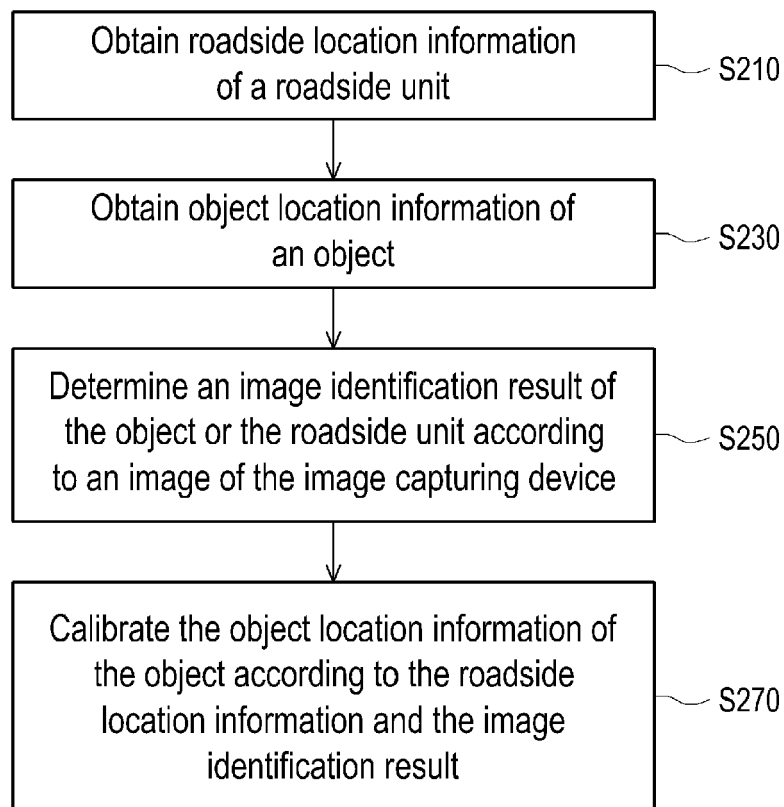 Obtain roadside location information
of a roadside unit
S210
Obtain object location information of
an object
S230
Determine an image identification result of
the object or the roadside unit according
to an image of the image capturing device
S250
Calibrate the object location information of
the object according to the roadside
location information and the image
identification result
S270